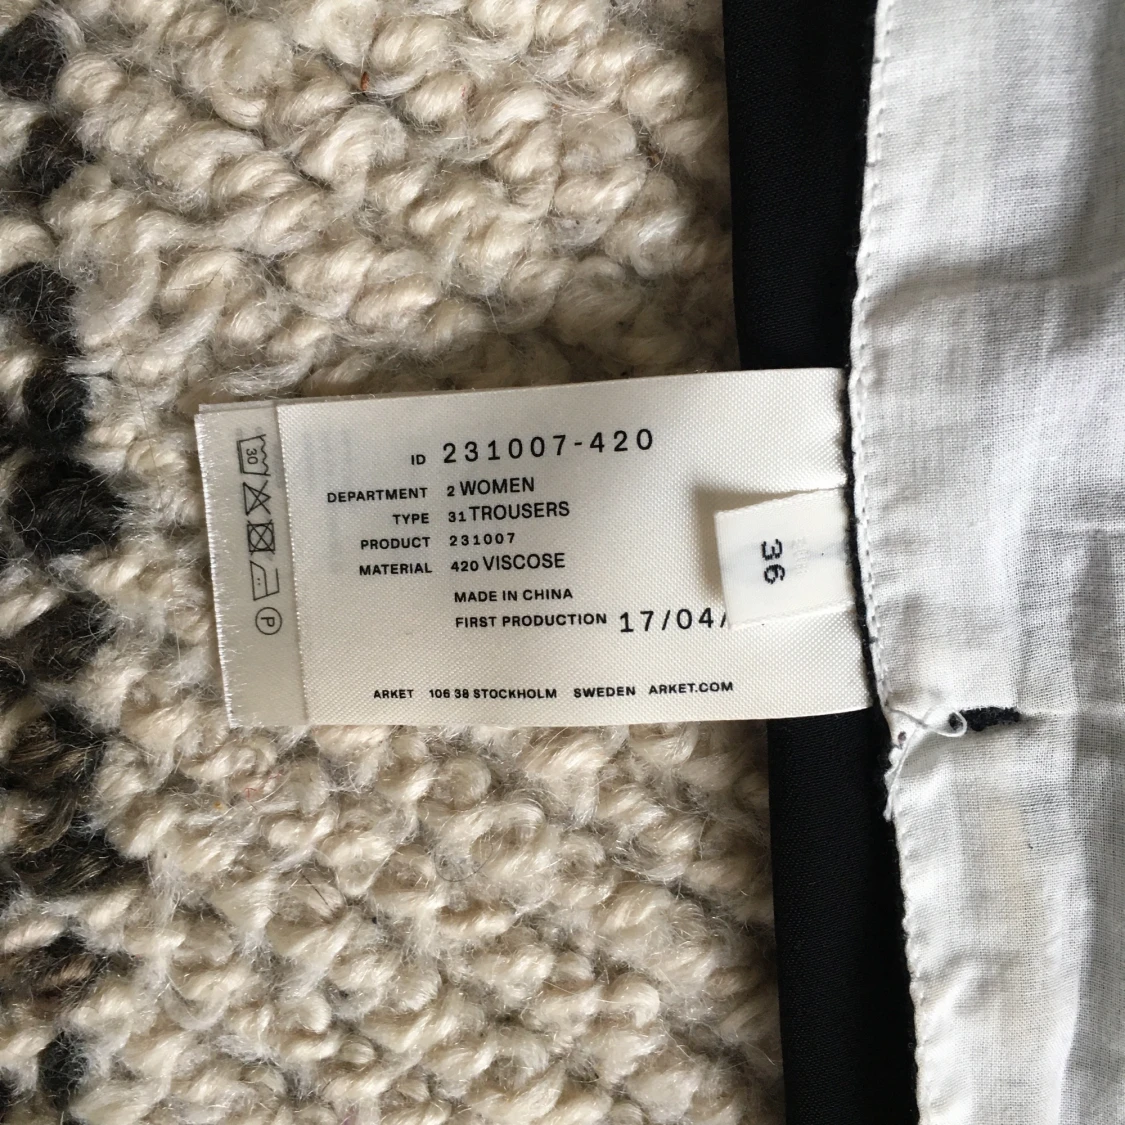 ID 231007-420
DEPARTMENT 2 WOMEN
TYPE 31 TROUSERS
PRODUCT 231007
MATERIAL 420 VISCOSE
MADE IN CHINA
FIRST PRODUCTION 17/04/
ARKET 106 38 STOCKHOLM SWEDEN ARKET.COM
36
30
P